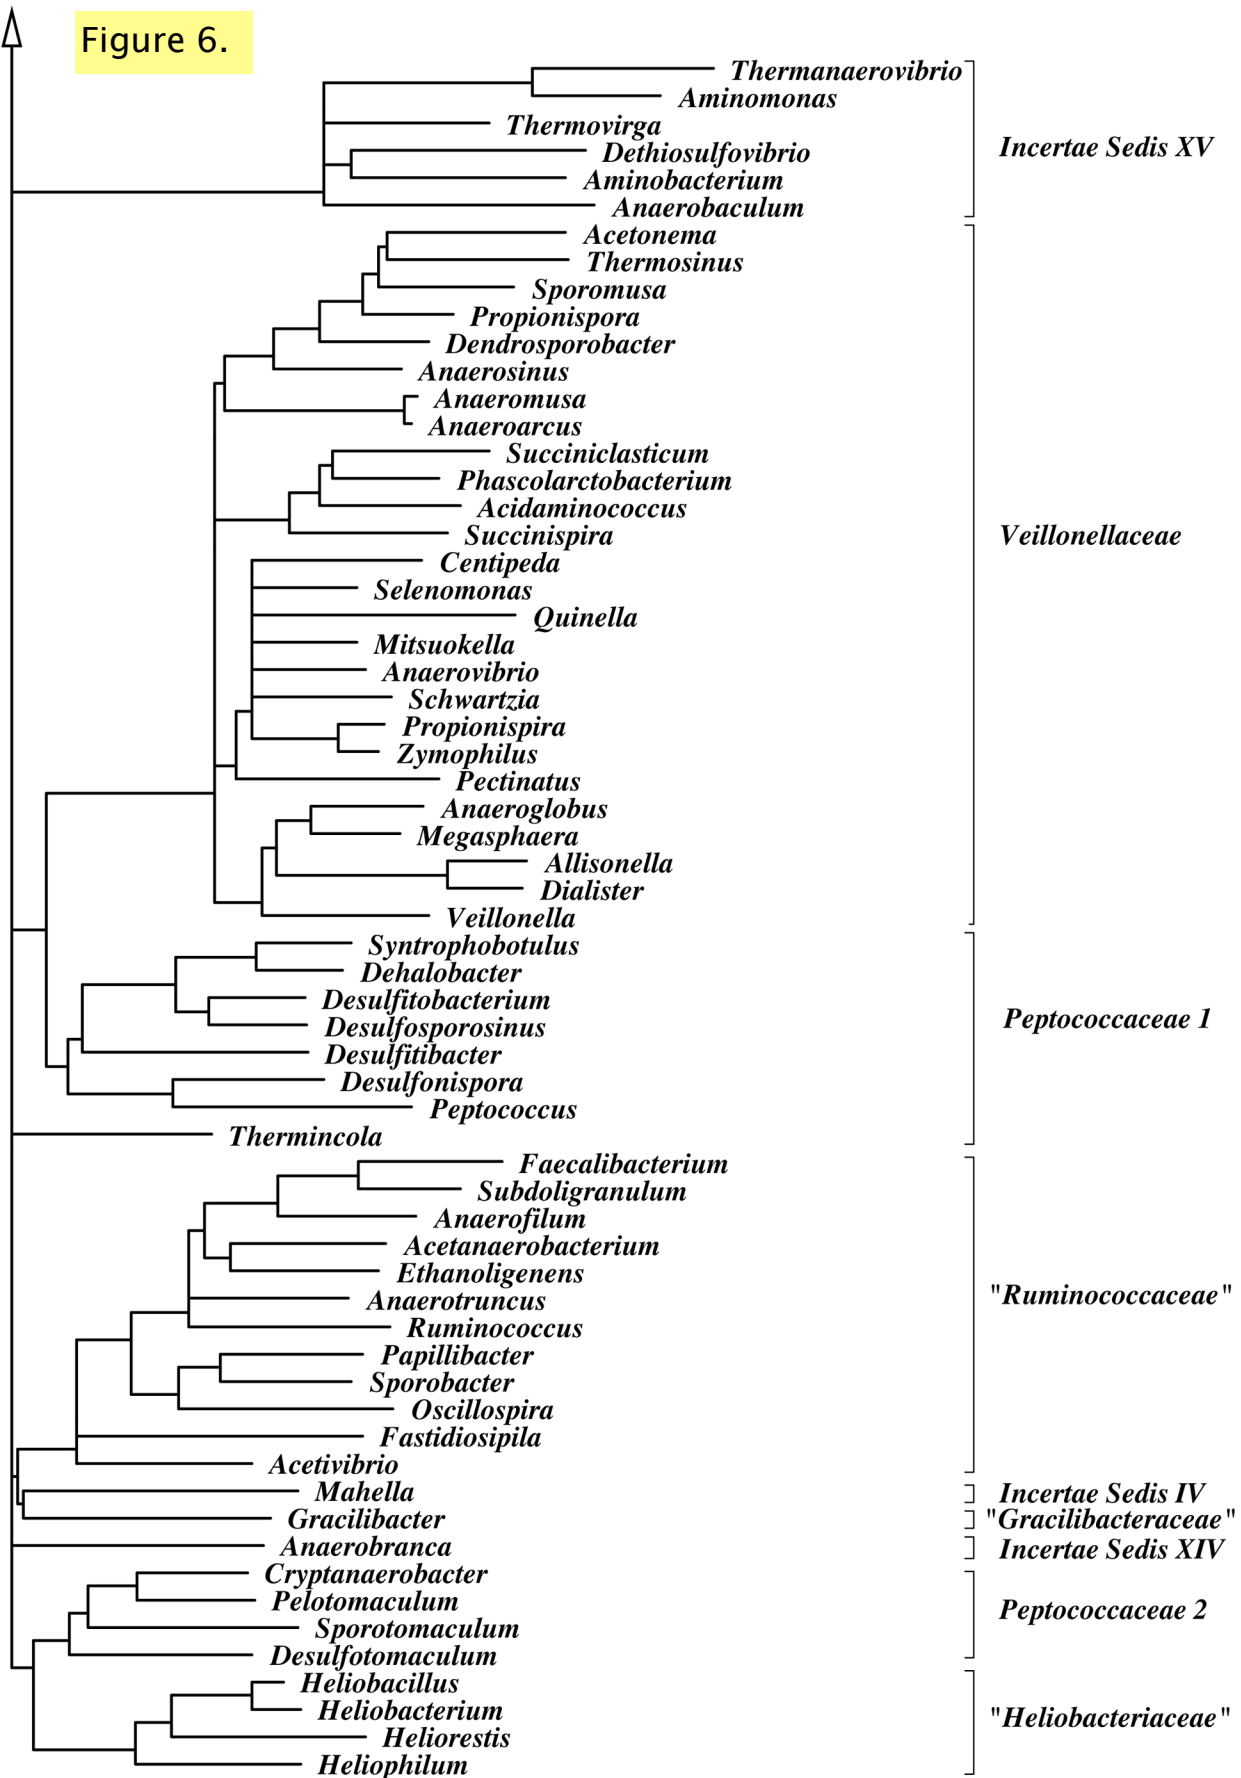 Figure 6.
Thermanaerovibrio
Aminomonas
Thermovirga
Incertae Sedis XV
Dethiosulfovibrio
Aminobacterium
Anaerobaculum
Acetonema
Thermosinus
Sporomusa
Propionispora
Dendrosporobacter
Anaerosinus
Anaeromusa
Anaeroarcus
Succiniclasticum
Phascolarctobacterium
Acidaminococcus
Succinispira
Veillonellaceae
Centipeda
Selenomonas
Quinella
Mitsuokella
Anaerovibrio
Schwartzia
Propionispira
Zymophilus
Pectinatus
Anaeroglobus
Megasphaera
Allisonella
Dialister
Veillonella
Syntrophobotulus
Dehalobacter
Desulfitobacterium
Peptococcaceae 1
Desulfosporosinus
Desulfitibacter
Desulfonispora
Peptococcus
Thermincola
Faecalibacterium
Subdoligranulum
Anaerofilum
Acetanaerobacterium
Ethanoligenens
"Ruminococcaceae"
Anaerotruncus
Ruminococcus
Papillibacter
Sporobacter
Oscillospira
Fastidiosipila
Acetivibrio
Mahella
Incertae Sedis IV
Gracilibacter
"Gracilibacteraceae"
Anaerobranca
Incertae Sedis XIV
Cryptanaerobacter
Pelotomaculum
Peptococcaceae 2
Sporotomaculum
Desulfotomaculum
Heliobacillus
Heliobacterium
"Heliobacteriaceae"
Heliorestis
Heliophilum